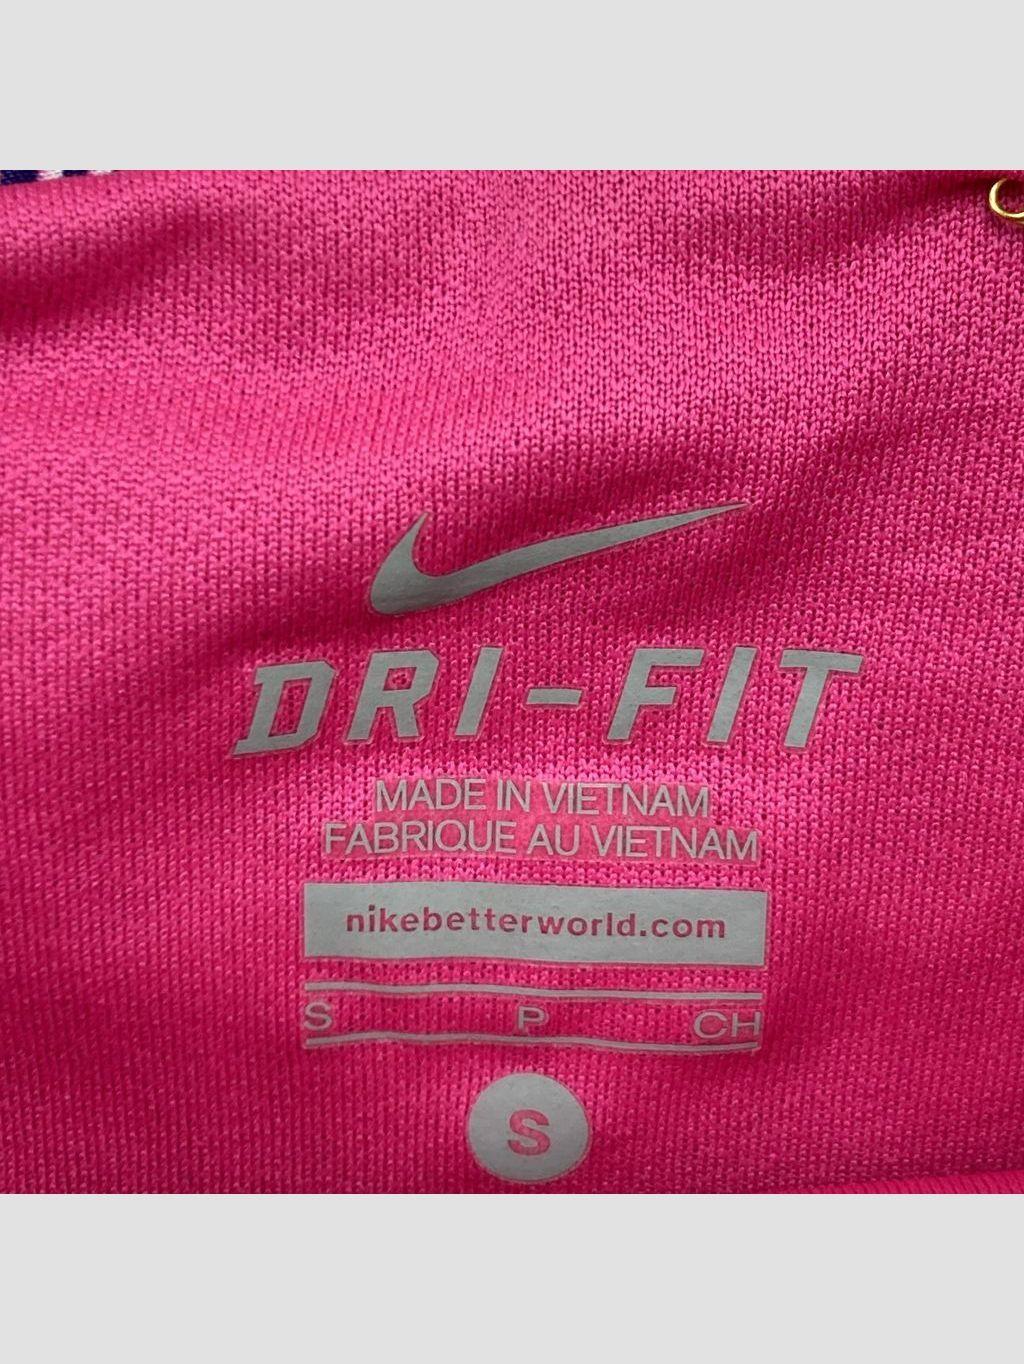 DRI-FIT
MADE IN VIETNAM
FABRIQUE AU VIETNAM
nikebetterworld.com
S P CH
S